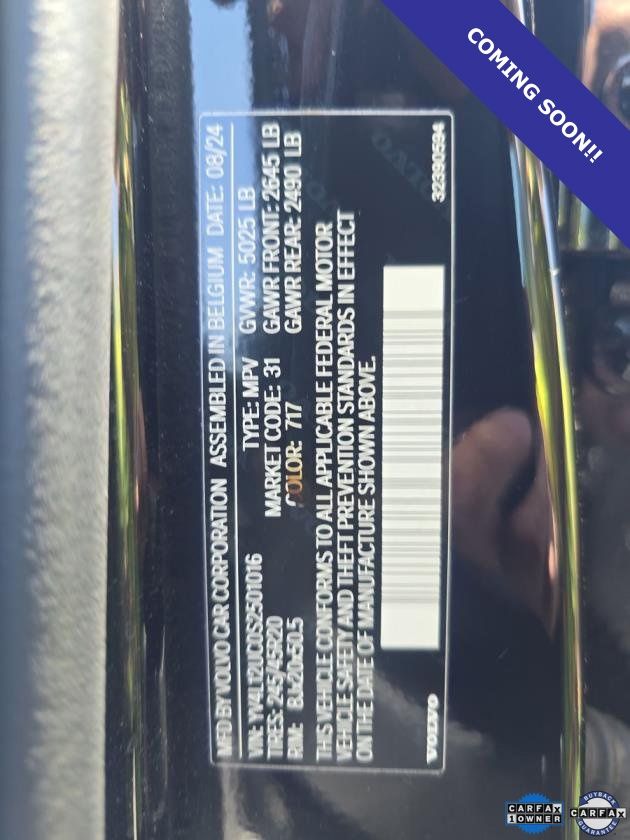 COMING SOON!!
MFD BY VOLVO CAR CORPORATION ASSEMBLED IN BELGIUM DATE: 08/24
VIN: YV4L12UC0S2501016 TYPE: MPV GVWR: 5025 LB
TIRES: 245/45R20 MARKET CODE: 31 GAWR FRONT: 2645 LB
RIM: 8Jx20x50.5 COLOR: 717 GAWR REAR: 2490 LB
THIS VEHICLE CONFORMS TO ALL APPLICABLE FEDERAL MOTOR
VEHICLE SAFETY AND THEFT PREVENTION STANDARDS IN EFFECT
ON THE DATE OF MANUFACTURE SHOWN ABOVE.
VOLVO 32390594
CARFAX
1 OWNER
BUYBACK
CARFAX
GUARANTEE